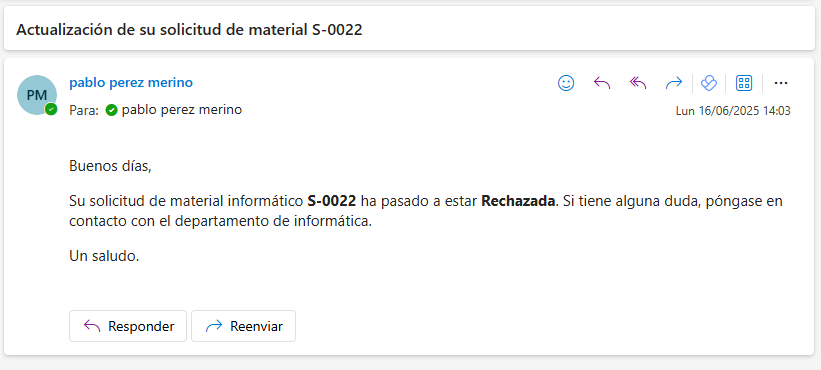 Actualización de su solicitud de material S-0022
PM
pablo perez merino
Para: pablo perez merino
Lun 16/06/2025 14:03
Buenos días,
Su solicitud de material informático S-0022 ha pasado a estar Rechazada. Si tiene alguna duda, póngase en
contacto con el departamento de informática.
Un saludo.
Responder
Reenviar